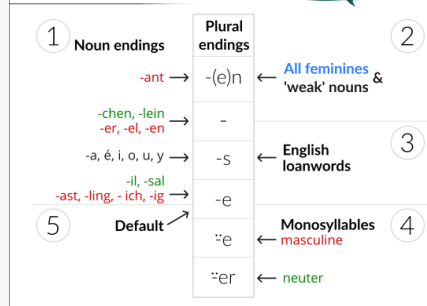 1
Noun endings
Plural
endings
2
-ant → -(e)n ← All feminines &
'weak' nouns
-chen, -lein
-er, -el, -en → -
3
-a, é, i, o, u, y → -s ← English
loanwords
-il, -sal
-ast, -ling, - ich, -ig → -e
5
Default
4
Monosyllables
¨e ← masculine
¨er ← neuter